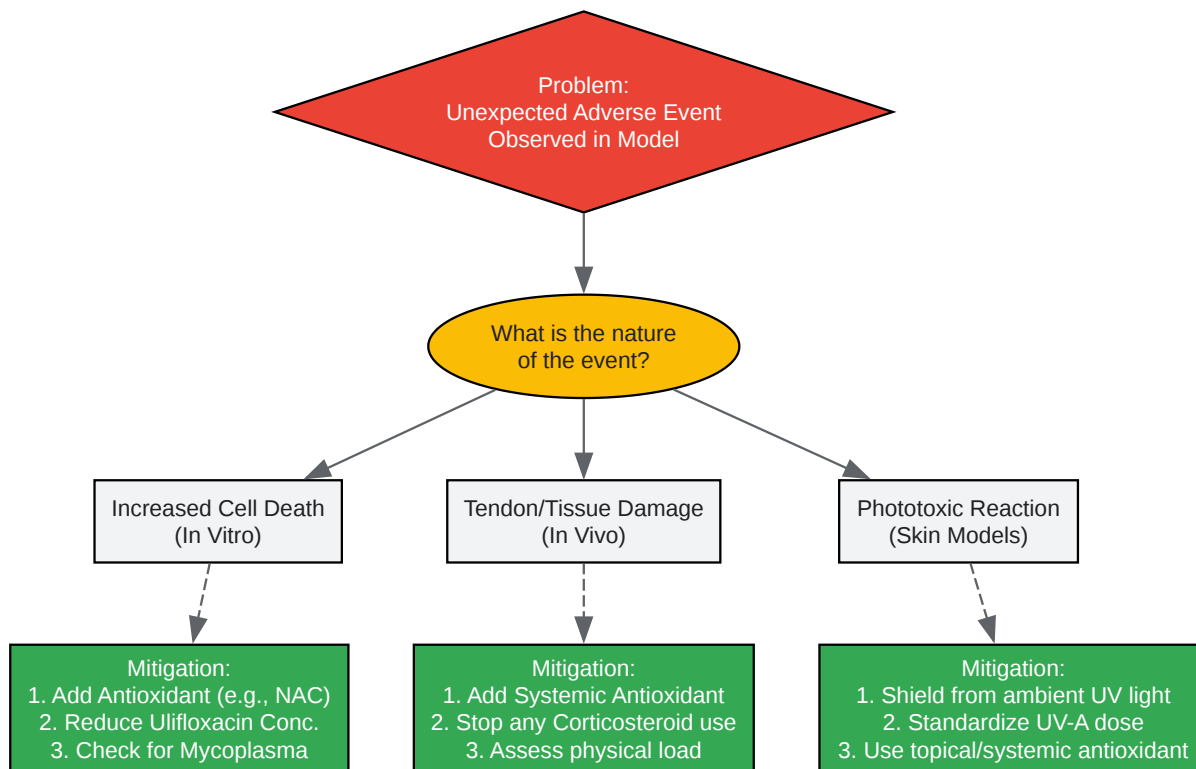 Problem:
Unexpected Adverse Event
Observed in Model
What is the nature
of the event?
Increased Cell Death
(In Vitro)
Tendon/Tissue Damage
(In Vivo)
Phototoxic Reaction
(Skin Models)
Mitigation:
1. Add Antioxidant (e.g., NAC)
2. Reduce Ulifloxacin Conc.
3. Check for Mycoplasma
Mitigation:
1. Add Systemic Antioxidant
2. Stop any Corticosteroid use
3. Assess physical load
Mitigation:
1. Shield from ambient UV light
2. Standardize UV-A dose
3. Use topical/systemic antioxidant